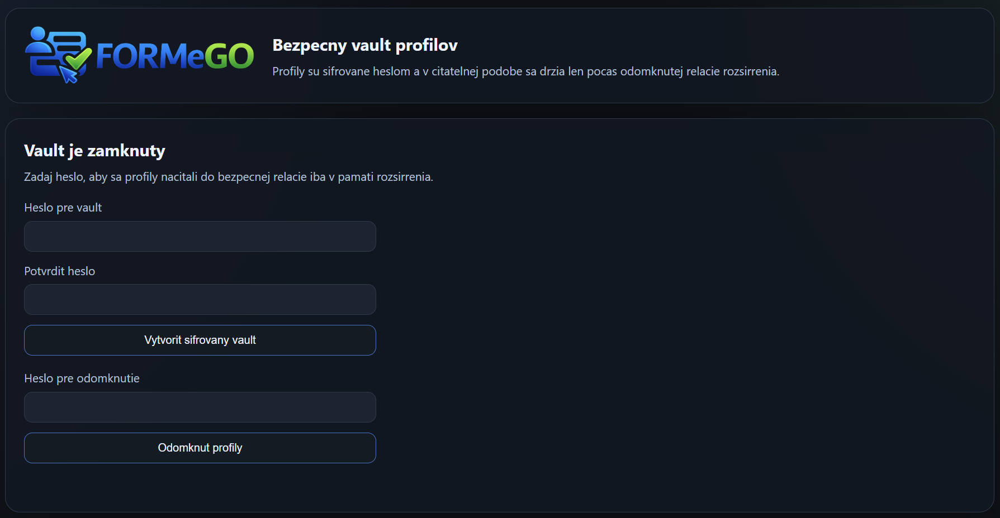 FORMeGO
Bezpecny vault profilov
Profily su sifrovane heslom a v citatelnej podobe sa drzia len pocas odomknutej relacie rozsirrenia.
Vault je zamknuty
Zadaj heslo, aby sa profily nacitali do bezpecnej relacie iba v pamati rozsirrenia.
Heslo pre vault
Potvrdit heslo
Vytvorit sifrovany vault
Heslo pre odomknutie
Odomknut profily